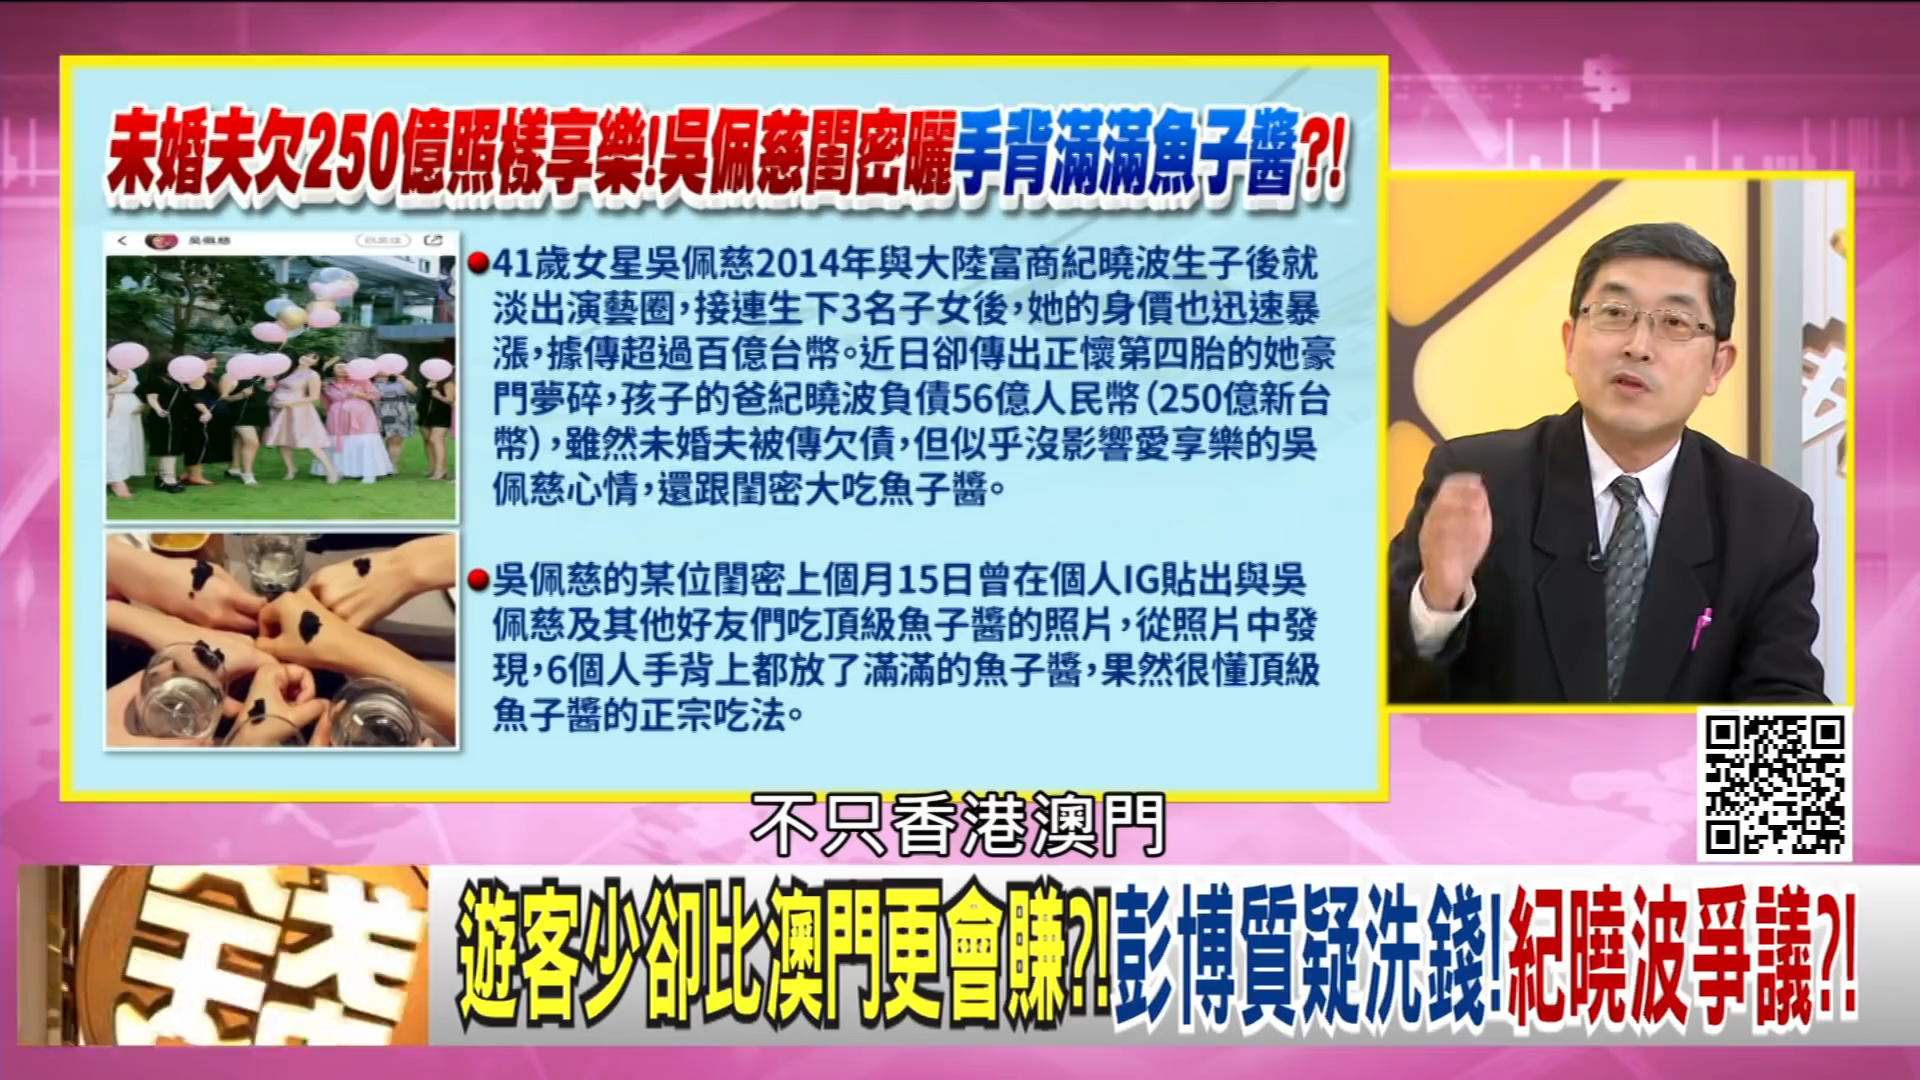 未婚夫欠250億照樣享樂!吳佩慈閨密曬手背滿滿魚子醬?!
吳佩慈
41歲女星吳佩慈2014年與大陸富商紀曉波生子後就
淡出演藝圈,接連生下3名子女後,她的身價也迅速暴
漲,據傳超過百億台幣。近日卻傳出正懷第四胎的她豪
門夢碎,孩子的爸紀曉波負債56億人民幣(250億新台
幣),雖然未婚夫被傳欠債,但似乎沒影響愛享樂的吳
佩慈心情,還跟閨密大吃魚子醬。
吳佩慈的某位閨密上個月15日曾在個人IG貼出與吳
佩慈及其他好友們吃頂級魚子醬的照片,從照片中發
現,6個人手背上都放了滿滿的魚子醬,果然很懂頂級
魚子醬的正宗吃法。
不只香港澳門
遊客少卻比澳門更會賺?!彭博質疑洗錢!紀曉波爭議?!